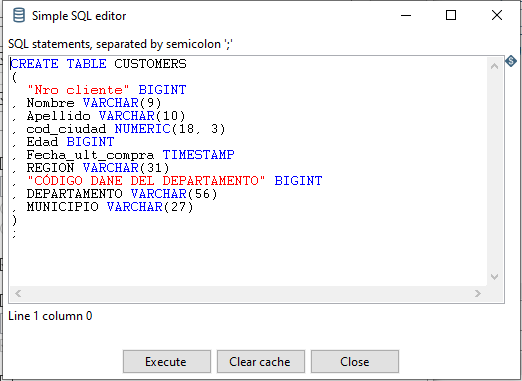 Simple SQL editor
SQL statements, separated by semicolon ';'
CREATE TABLE CUSTOMERS
(
"Nro cliente" BIGINT
, Nombre VARCHAR(9)
, Apellido VARCHAR(10)
, cod_ciudad NUMERIC(18, 3)
, Edad BIGINT
, Fecha_ult_compra TIMESTAMP
, REGION VARCHAR(31)
, "CÓDIGO DANE DEL DEPARTAMENTO" BIGINT
, DEPARTAMENTO VARCHAR(56)
, MUNICIPIO VARCHAR(27)
)
;
Line 1 column 0
Execute
Clear cache
Close